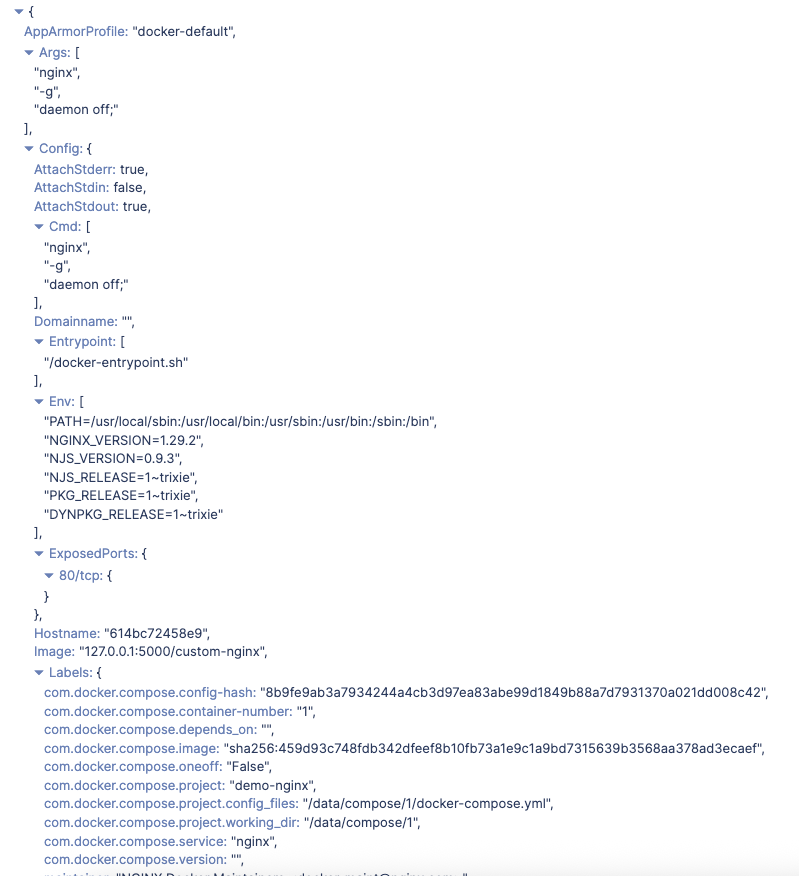 {
AppArmorProfile: "docker-default",
Args: [
"nginx",
"-g",
"daemon off;"
],
Config: {
AttachStderr: true,
AttachStdin: false,
AttachStdout: true,
Cmd: [
"nginx",
"-g",
"daemon off;"
],
Domainname: "",
Entrypoint: [
"/docker-entrypoint.sh"
],
Env: [
"PATH=/usr/local/sbin:/usr/local/bin:/usr/sbin:/usr/bin:/sbin:/bin",
"NGINX_VERSION=1.29.2",
"NJS_VERSION=0.9.3",
"NJS_RELEASE=1~trixie",
"PKG_RELEASE=1~trixie",
"DYNPKG_RELEASE=1~trixie"
],
ExposedPorts: {
80/tcp: {
}
},
Hostname: "614bc72458e9",
Image: "127.0.0.1:5000/custom-nginx",
Labels: {
com.docker.compose.config-hash: "8b9fe9ab3a7934244a4cb3d97ea83abe99d1849b88a7d7931370a021dd008c42",
com.docker.compose.container-number: "1",
com.docker.compose.depends_on: "",
com.docker.compose.image: "sha256:459d93c748fdb342dfeef8b10fb73a1e9c1a9bd7315639b3568aa378ad3ecaef",
com.docker.compose.oneoff: "False",
com.docker.compose.project: "demo-nginx",
com.docker.compose.project.config_files: "/data/compose/1/docker-compose.yml",
com.docker.compose.project.working_dir: "/data/compose/1",
com.docker.compose.service: "nginx",
com.docker.compose.version: "",